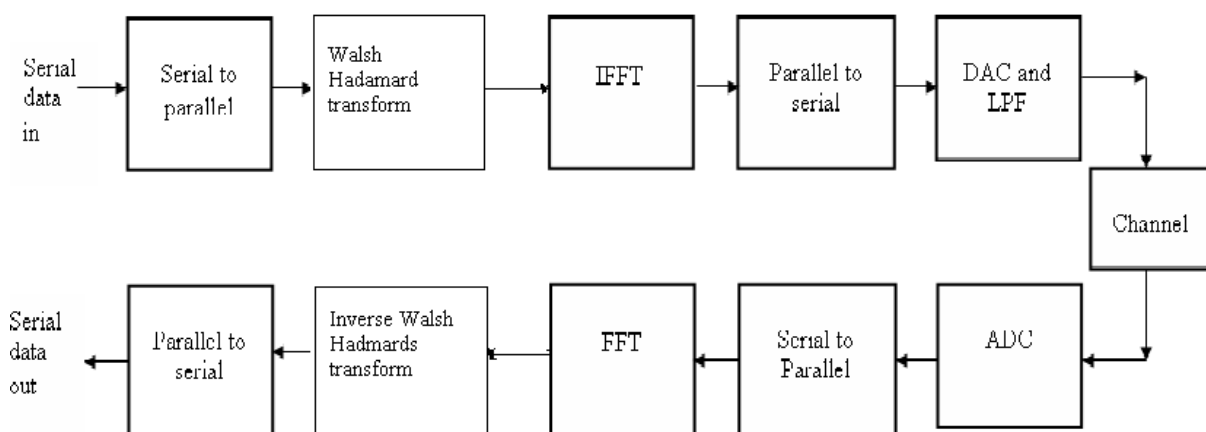 Serial
data
in
Serial to
parallel
Walsh
Hadamard
transform
IFFT
Parallel to
serial
DAC and
LPF
Channel
Serial
data
out
Parallel to
serial
Inverse Walsh
Hadmards
transform
FFT
Serial to
Parallel
ADC